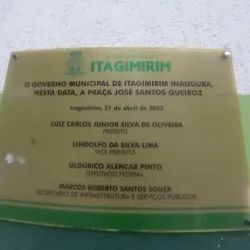 ITAGIMIRIM
O GOVERNO MUNICIPAL DE ITAGIMIRIM INAUGURA,
NESTA DATA, A PRAÇA JOSÉ SANTOS QUEIROZ
Itagimirim, 21 de abril de 2022
LUIZ CARLOS JUNIOR SILVA DE OLIVEIRA
PREFEITO
LINDOLFO DA SILVA LIMA
VICE-PREFEITO
ULDURICO ALENCAR PINTO
DEPUTADO FEDERAL
MARCOS ROBERTO SANTOS SOUZA
SECRETÁRIO DE INFRAESTRUTURA E SERVIÇOS PÚBLICOS